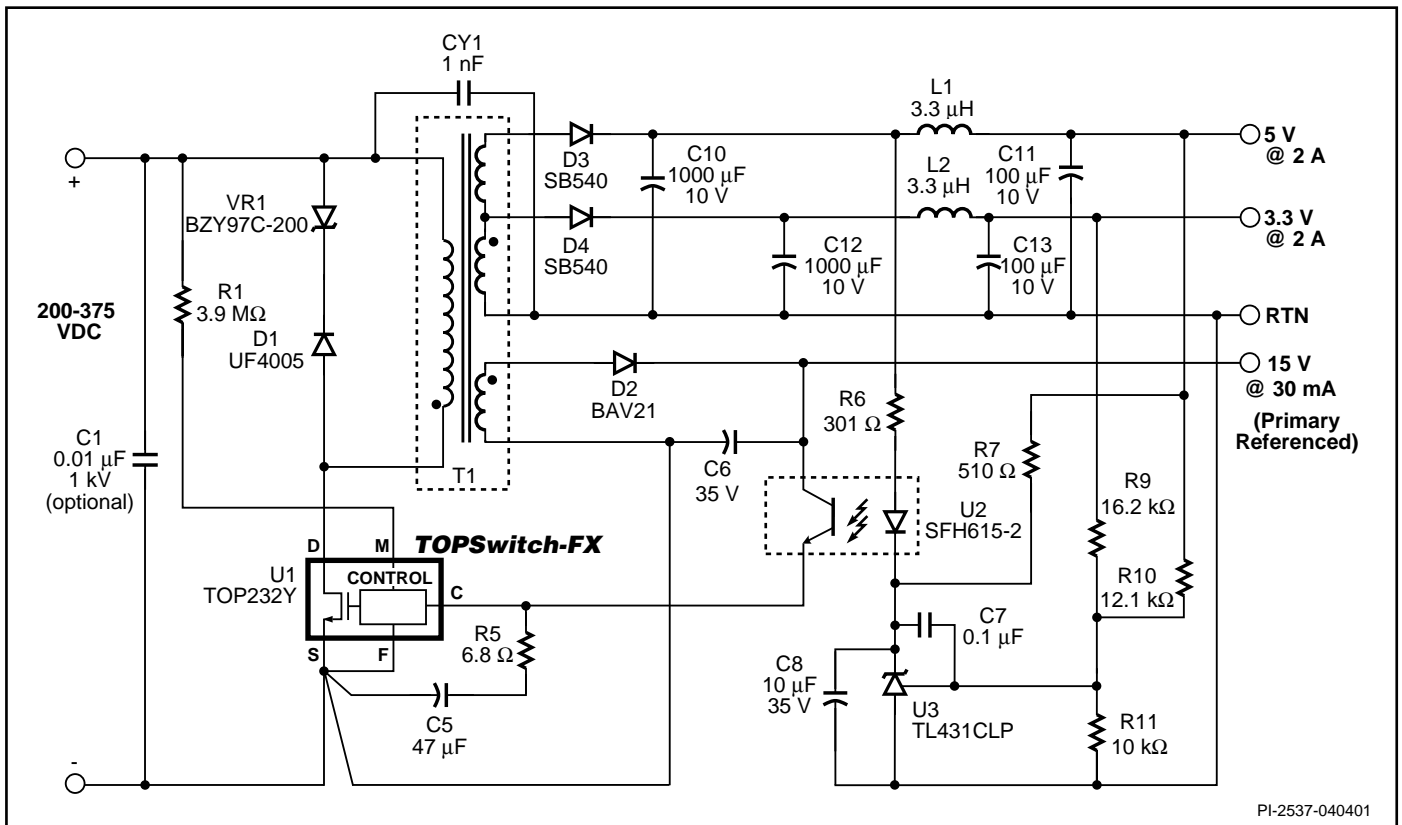 CY1
1 nF
L1
3.3 µH
5 V
@ 2 A
+
D3
SB540
C10
1000 µF
10 V
L2
3.3 µH
C11
100 µF
10 V
VR1
BZY97C-200
3.3 V
@ 2 A
D4
SB540
C12
1000 µF
10 V
C13
100 µF
10 V
R1
3.9 MΩ
200-375
VDC
RTN
D1
UF4005
15 V
@ 30 mA
(Primary
Referenced)
D2
BAV21
R6
301 Ω
C1
0.01 µF
1 kV
(optional)
T1
C6
35 V
R7
510 Ω
R9
16.2 kΩ
U2
SFH615-2
D
M
TOPSwitch-FX
U1
TOP232Y
CONTROL
C
R10
12.1 kΩ
S
F
R5
6.8 Ω
C7
0.1 µF
C8
10 µF
35 V
C5
47 µF
U3
TL431CLP
R11
10 kΩ
-
PI-2537-040401